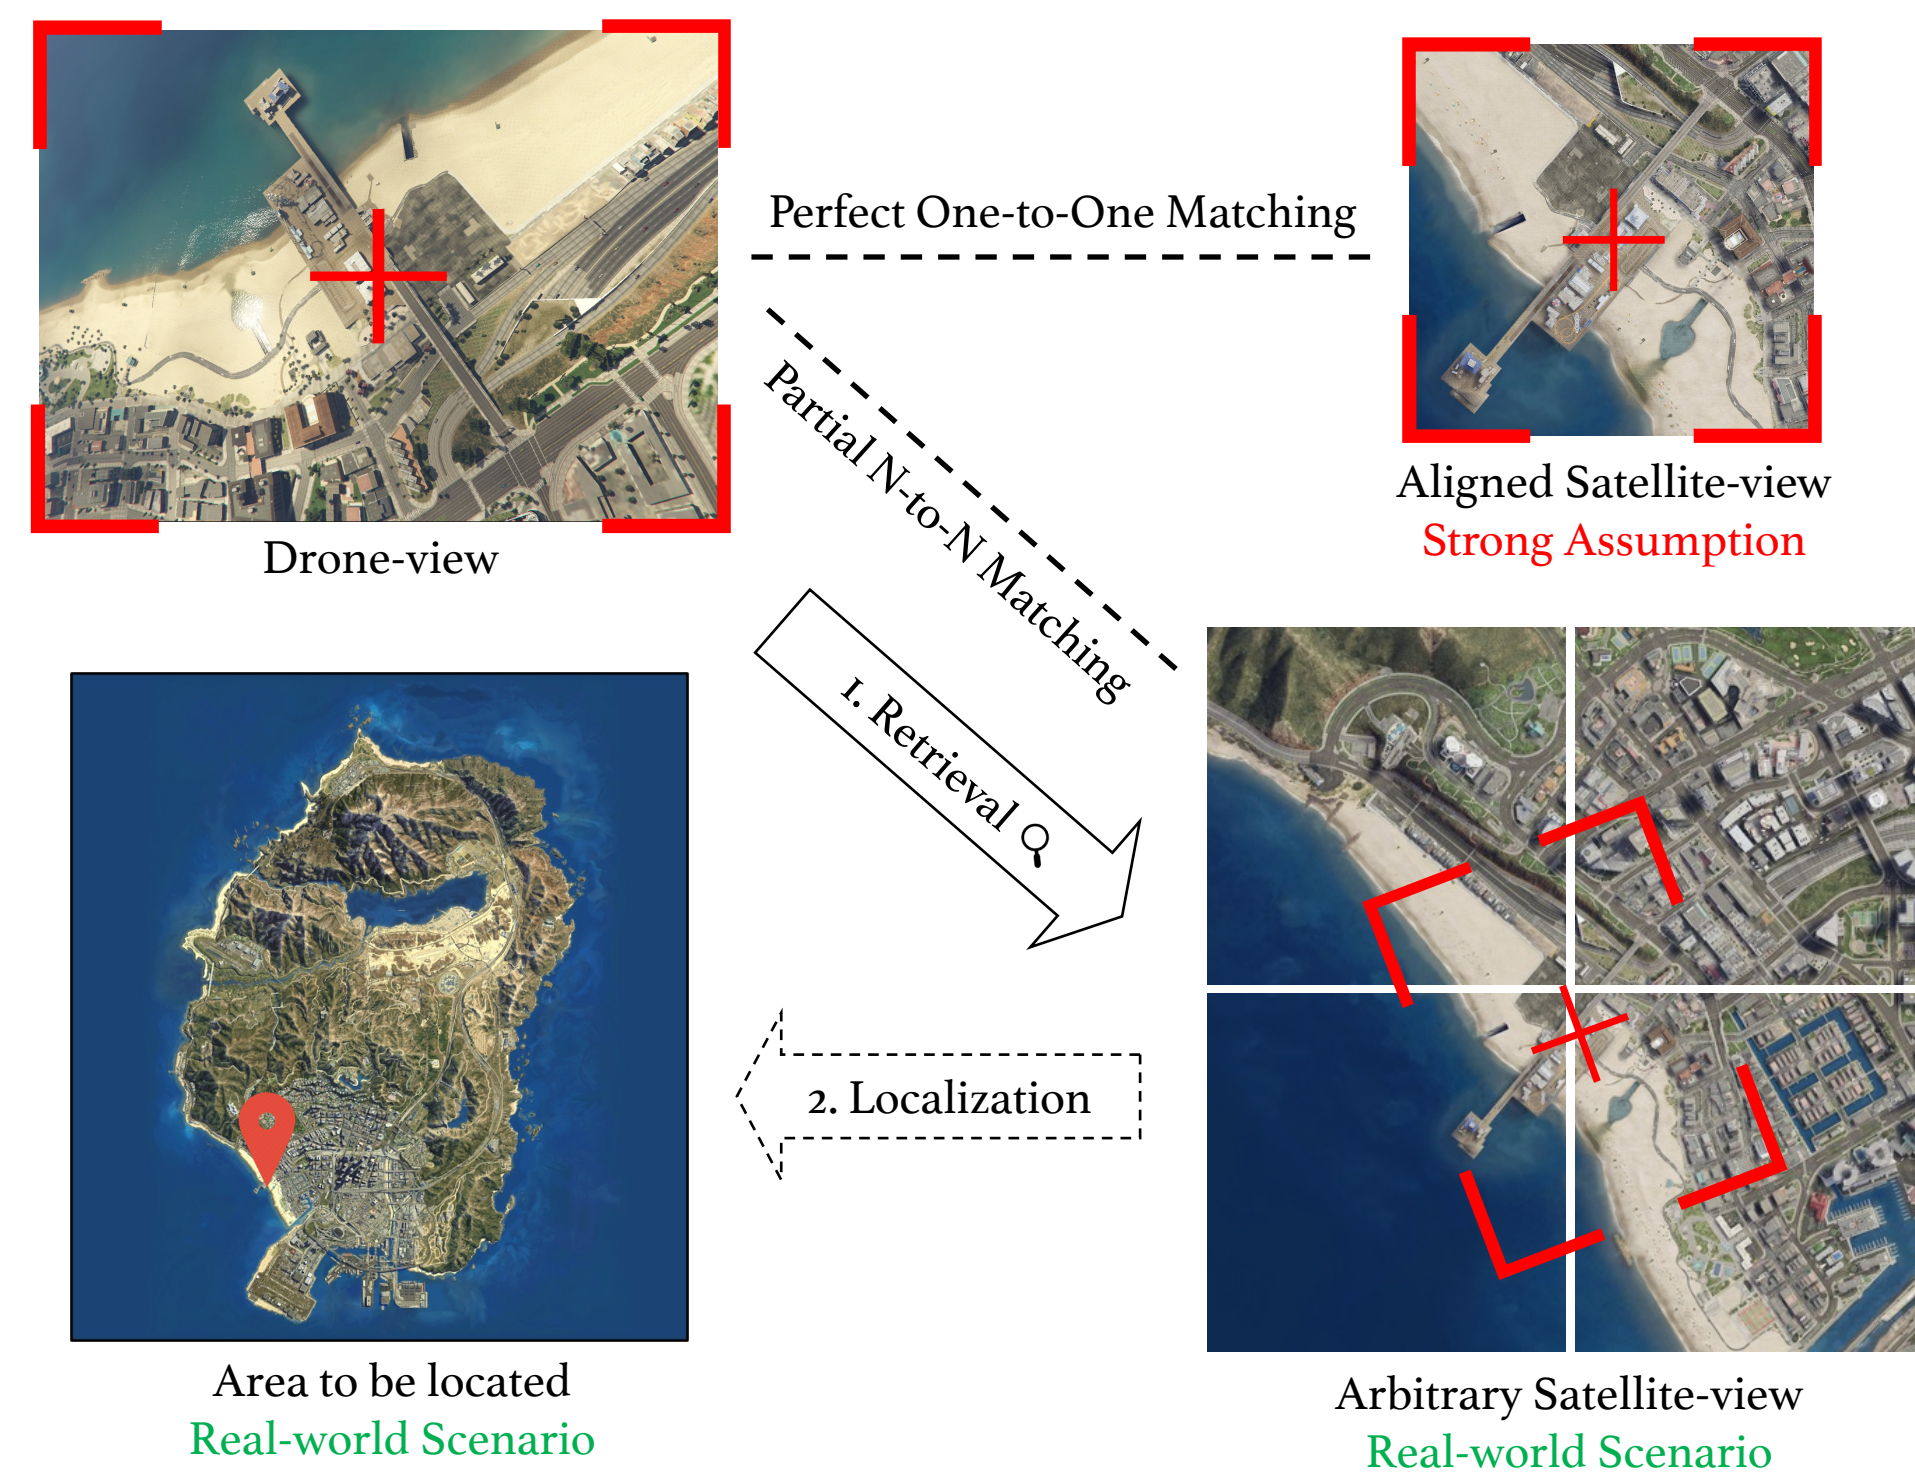 Perfect One-to-One Matching
Partial N-to-N Matching
Drone-view
Aligned Satellite-view
Strong Assumption
1. Retrieval
2. Localization
Area to be located
Real-world Scenario
Arbitrary Satellite-view
Real-world Scenario